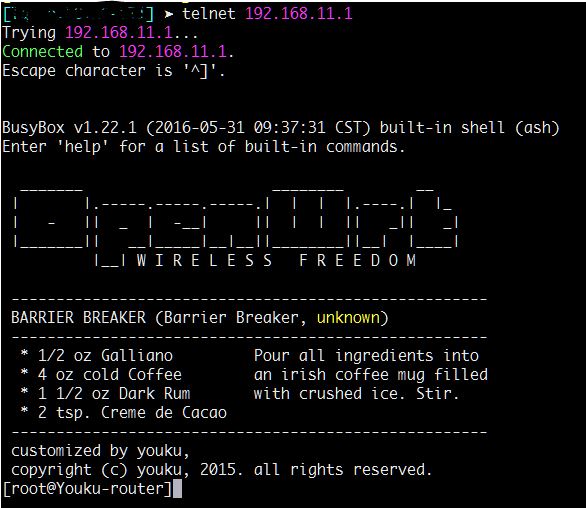 [ ] ➤ telnet 192.168.11.1
Trying 192.168.11.1...
Connected to 192.168.11.1.
Escape character is '^]'.
BusyBox v1.22.1 (2016-05-31 09:37:31 CST) built-in shell (ash)
Enter 'help' for a list of built-in commands.
OpenWrt
W I R E L E S S   F R E E D O M
-----------------------------------------------------
BARRIER BREAKER (Barrier Breaker, unknown)
-----------------------------------------------------
* 1/2 oz Galliano         Pour all ingredients into
* 4 oz cold Coffee        an irish coffee mug filled
* 1 1/2 oz Dark Rum       with crushed ice. Stir.
* 2 tsp. Creme de Cacao
-----------------------------------------------------
customized by youku,
copyright (c) youku, 2015. all rights reserved.
[root@Youku-router]